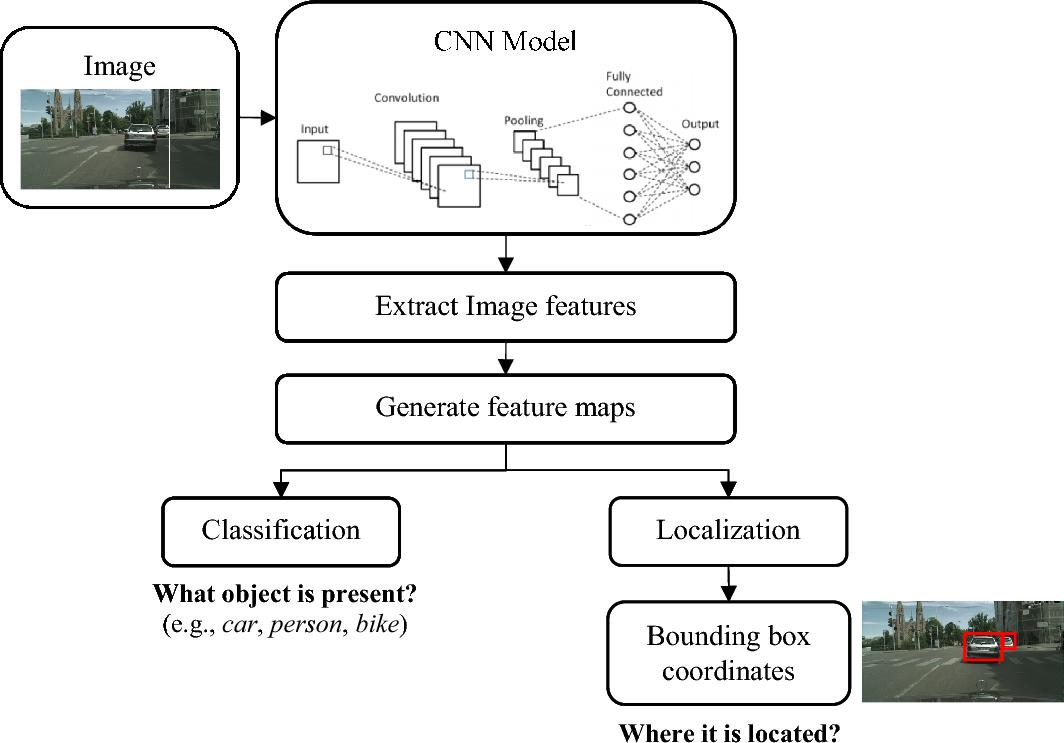 Image
CNN Model
Input
Convolution
Pooling
Fully
Connected
Output
Extract Image features
Generate feature maps
Classification
What object is present?
(e.g., car, person, bike)
Localization
Bounding box
coordinates
Where it is located?